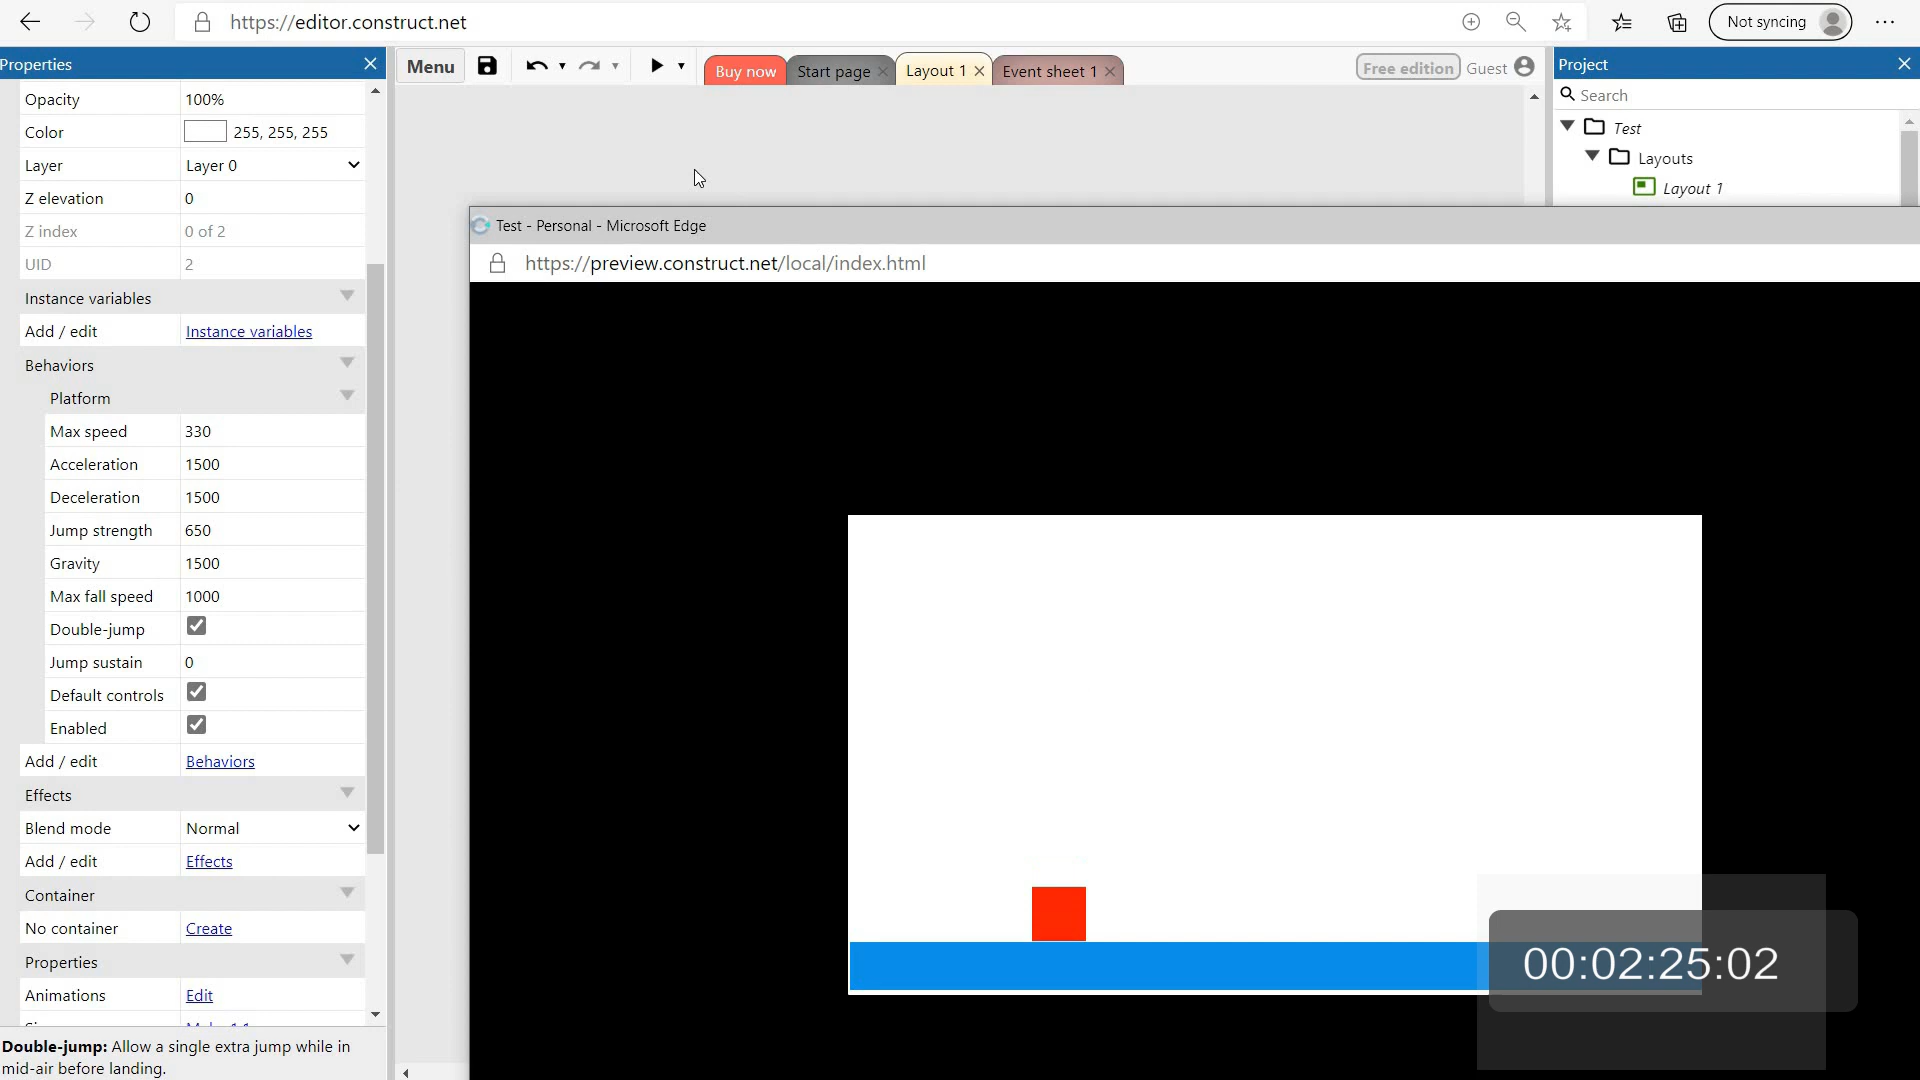 https://editor.construct.net
Not syncing
Properties
Menu
Buy now
Start page
Layout 1
Event sheet 1
Free edition
Guest
Project
Search
Test
Layouts
Layout 1
Opacity 100%
Color 255, 255, 255
Layer Layer 0
Z elevation 0
Z index 0 of 2
UID 2
Instance variables
Add / edit Instance variables
Behaviors
Platform
Max speed 330
Acceleration 1500
Deceleration 1500
Jump strength 650
Gravity 1500
Max fall speed 1000
Double-jump
Jump sustain 0
Default controls
Enabled
Add / edit Behaviors
Effects
Blend mode Normal
Add / edit Effects
Container
No container Create
Properties
Animations Edit
Double-jump: Allow a single extra jump while in
mid-air before landing.
Test - Personal - Microsoft Edge
https://preview.construct.net/local/index.html
00:02:25:02